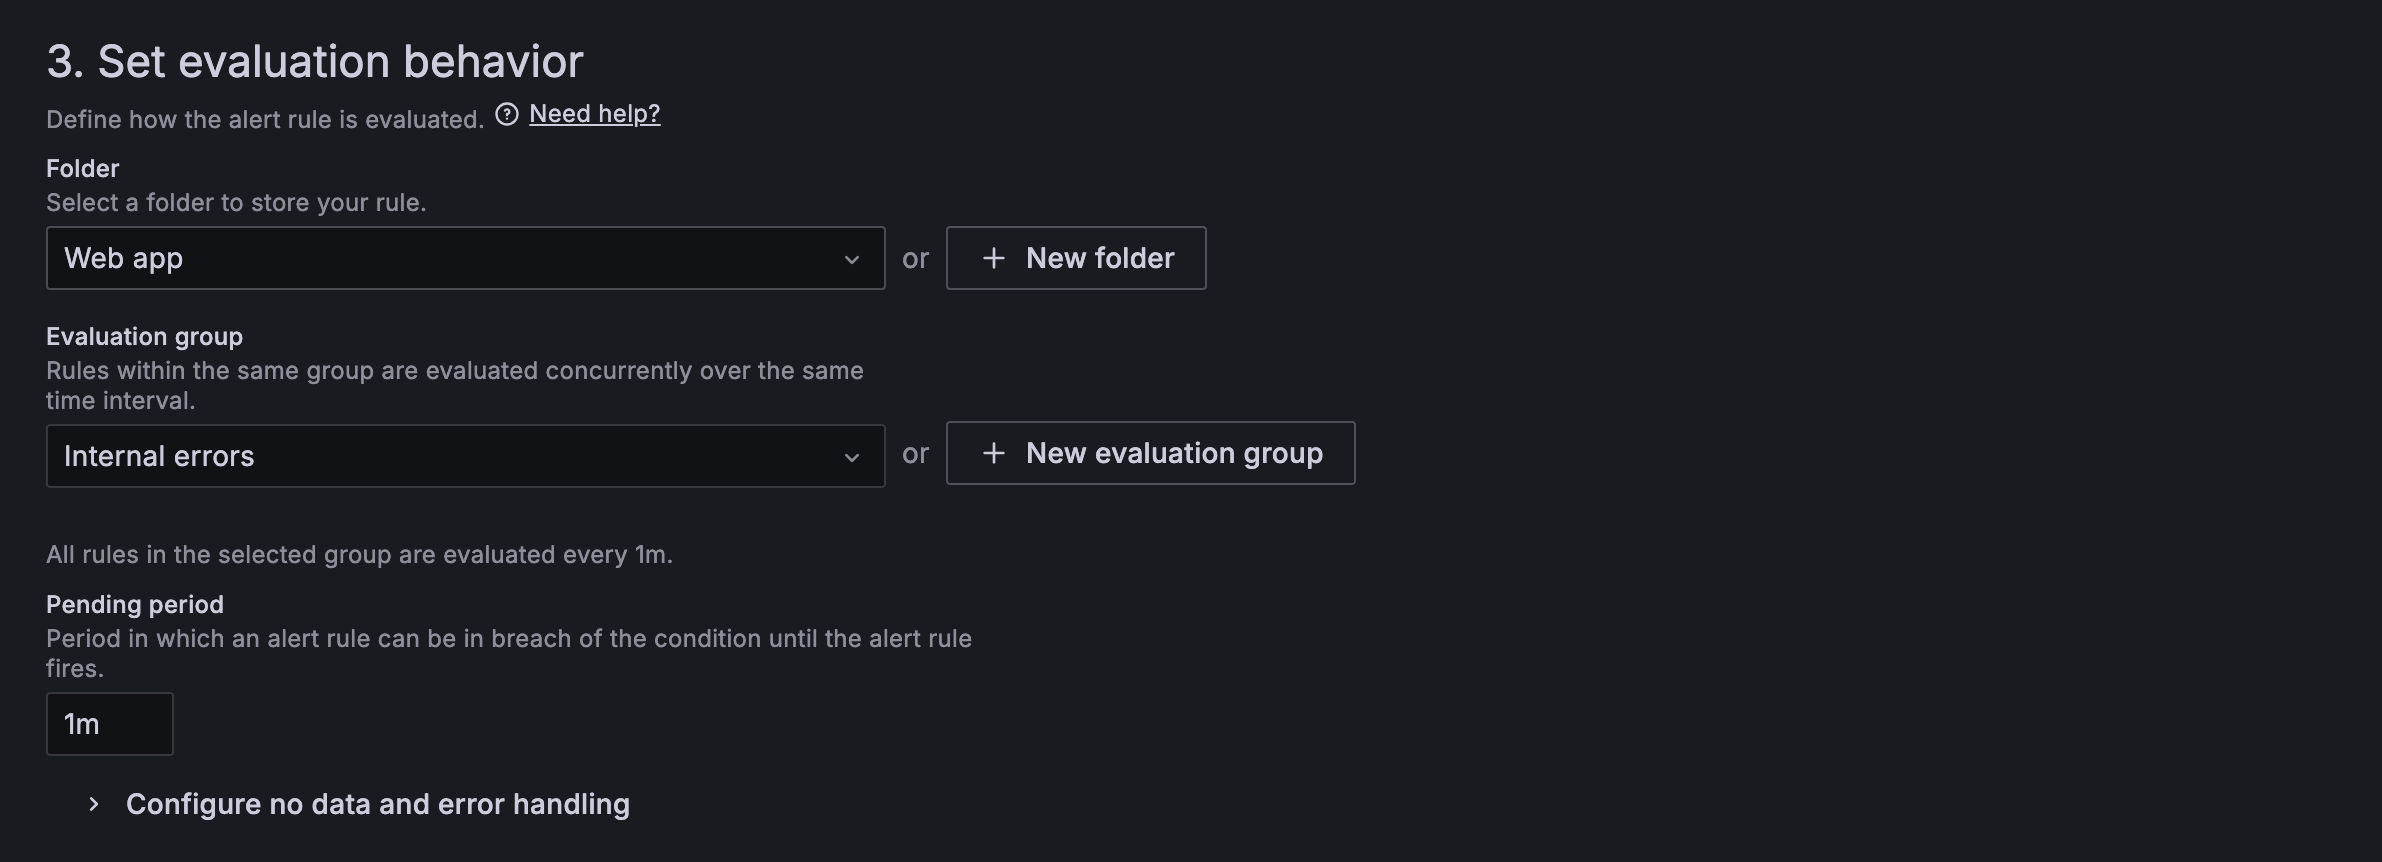 3. Set evaluation behavior
Define how the alert rule is evaluated. Need help?
Folder
Select a folder to store your rule.
Web app or + New folder
Evaluation group
Rules within the same group are evaluated concurrently over the same
time interval.
Internal errors or + New evaluation group
All rules in the selected group are evaluated every 1m.
Pending period
Period in which an alert rule can be in breach of the condition until the alert rule
fires.
1m
Configure no data and error handling